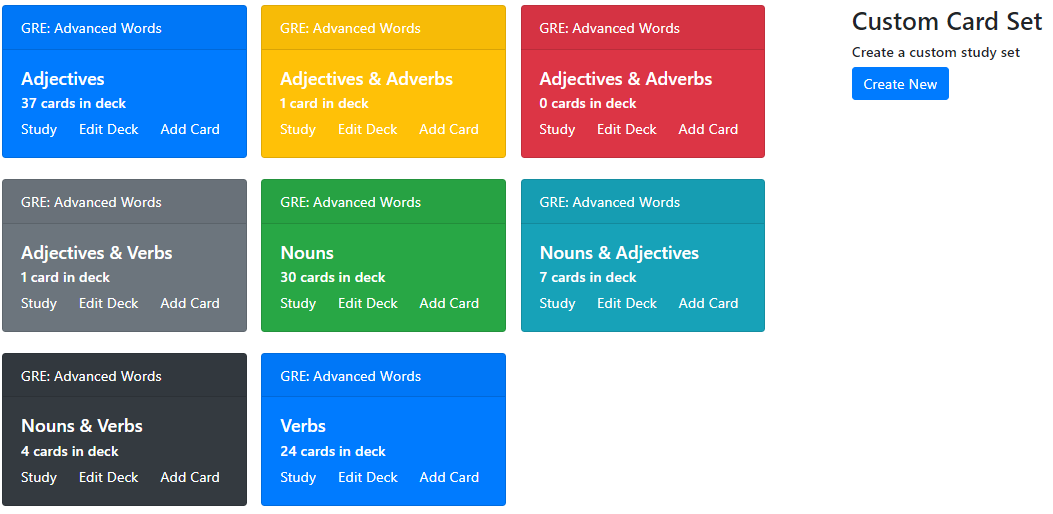 GRE: Advanced Words
Adjectives
37 cards in deck
Study Edit Deck Add Card
GRE: Advanced Words
Adjectives & Adverbs
1 card in deck
Study Edit Deck Add Card
GRE: Advanced Words
Adjectives & Adverbs
0 cards in deck
Study Edit Deck Add Card
GRE: Advanced Words
Adjectives & Verbs
1 card in deck
Study Edit Deck Add Card
GRE: Advanced Words
Nouns
30 cards in deck
Study Edit Deck Add Card
GRE: Advanced Words
Nouns & Adjectives
7 cards in deck
Study Edit Deck Add Card
GRE: Advanced Words
Nouns & Verbs
4 cards in deck
Study Edit Deck Add Card
GRE: Advanced Words
Verbs
24 cards in deck
Study Edit Deck Add Card
Custom Card Set
Create a custom study set
Create New